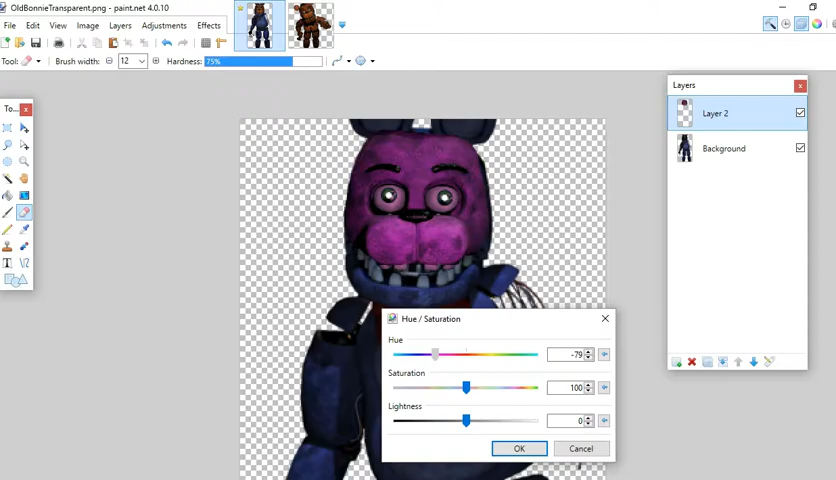 OldBonnieTransparent.png - paint.net 4.0.10
File Edit View Image Layers Adjustments Effects
Tool: Brush width: 12 Hardness: 75%
To...
Layers
Layer 2
Background
T
Hue / Saturation
Hue
-79
Saturation
100
Lightness
0
OK Cancel